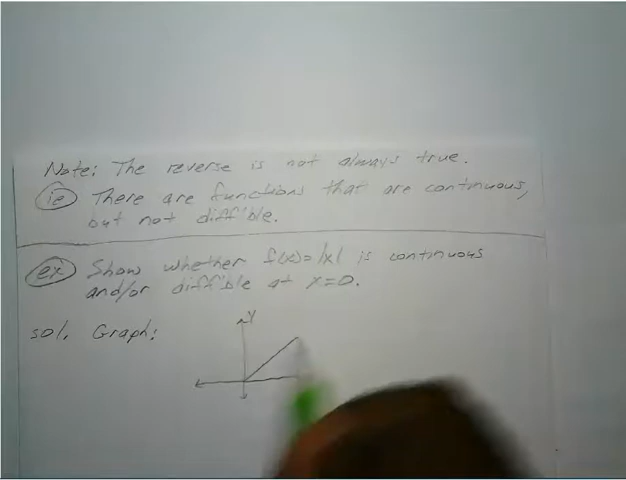 Note: The reverse is not always true.
ie There are functions that are continuous,
but not diff'ble.
ex Show whether f(x)=|x| is continuous
and/or diff'ble at x=0.
sol. Graph:
y